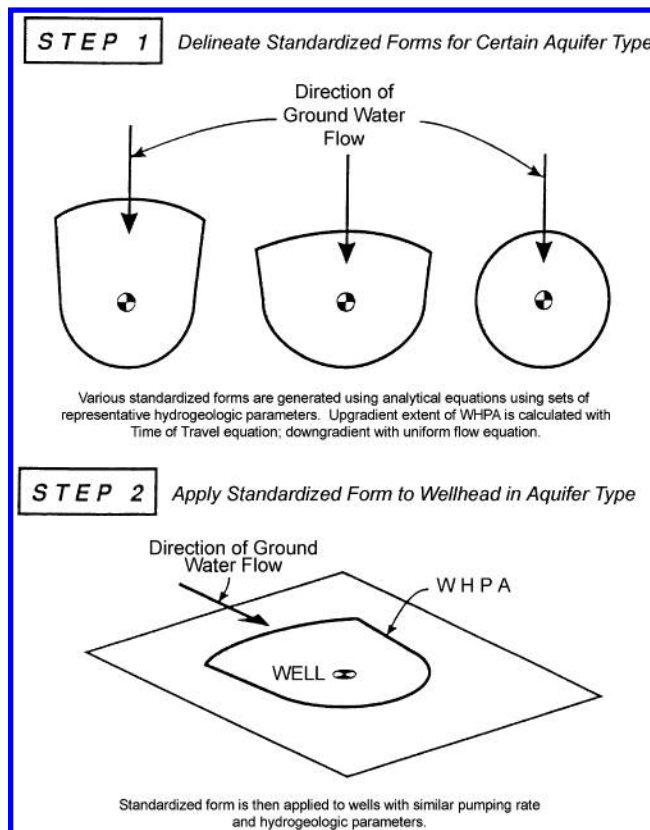 STEP 1
Delineate Standardized Forms for Certain Aquifer Type
Direction of
Ground Water
Flow
Various standardized forms are generated using analytical equations using sets of
representative hydrogeologic parameters. Upgradient extent of WHPA is calculated with
Time of Travel equation; downgradient with uniform flow equation.
STEP 2
Apply Standardized Form to Wellhead in Aquifer Type
Direction of Ground
Water Flow
WHPA
WELL
Standardized form is then applied to wells with similar pumping rate
and hydrogeologic parameters.